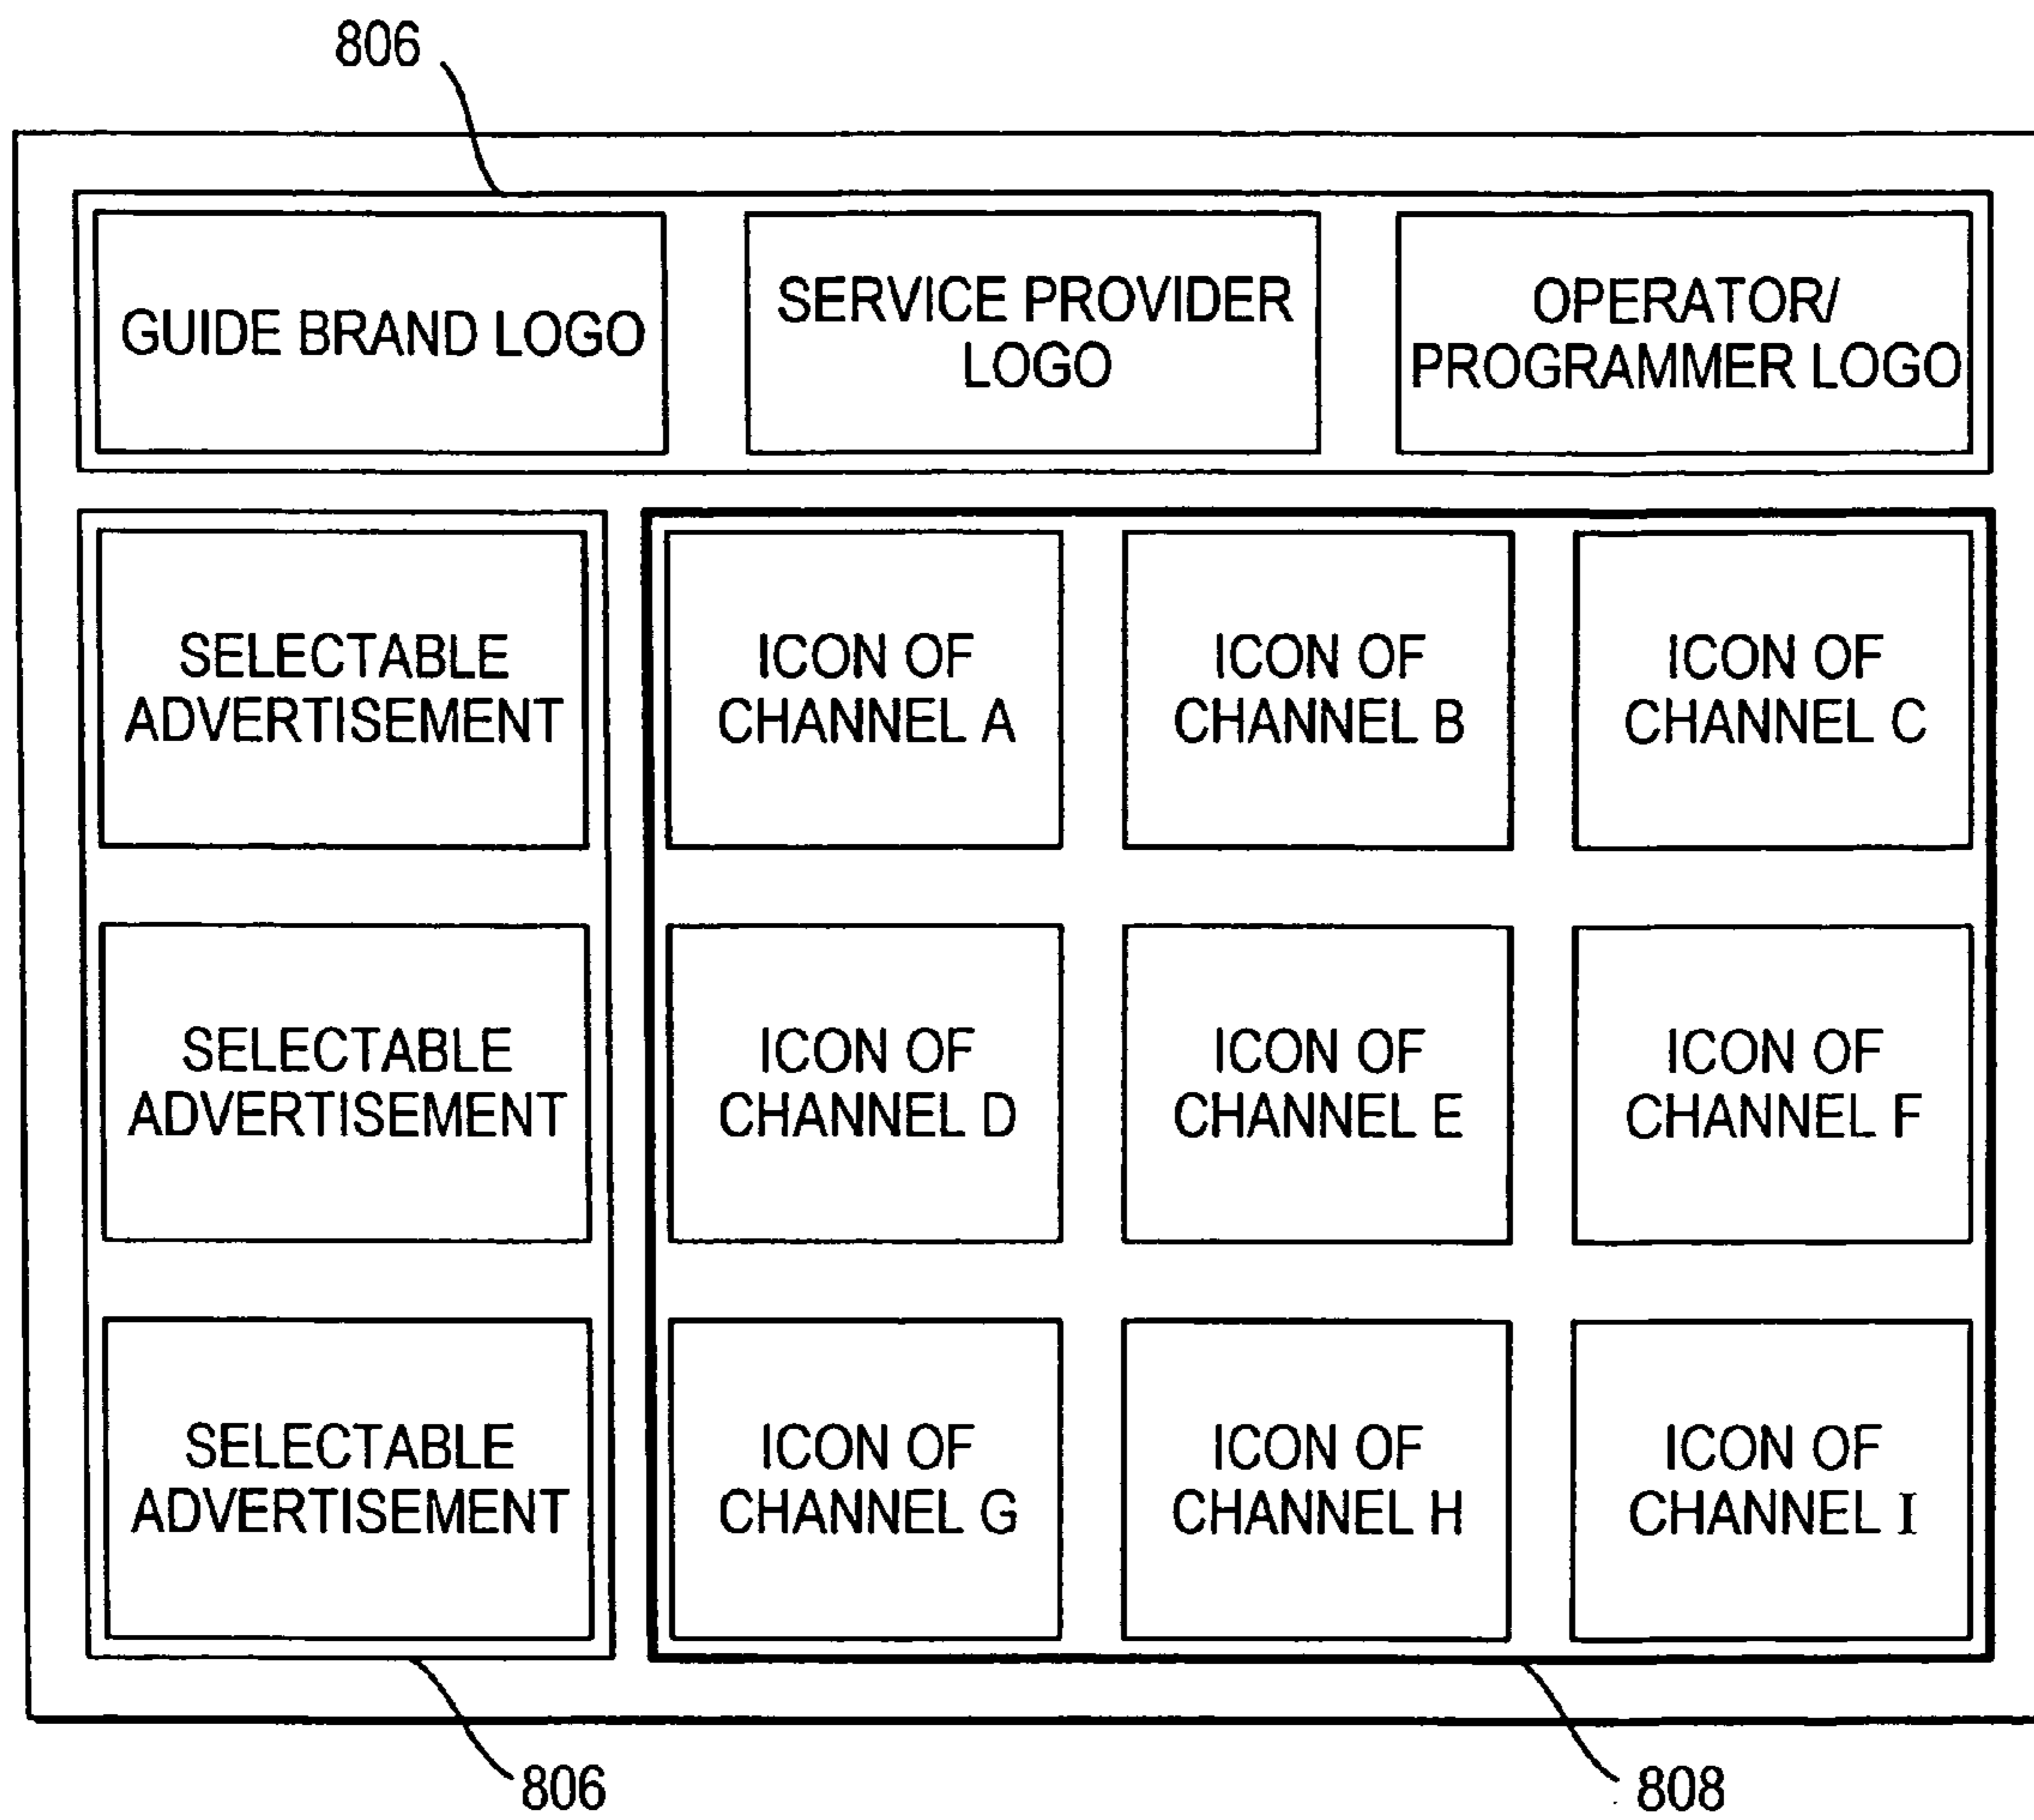 806
GUIDE BRAND LOGO
SERVICE PROVIDER
LOGO
OPERATOR/
PROGRAMMER LOGO
SELECTABLE
ADVERTISEMENT
ICON OF
CHANNEL A
ICON OF
CHANNEL B
ICON OF
CHANNEL C
SELECTABLE
ADVERTISEMENT
ICON OF
CHANNEL D
ICON OF
CHANNEL E
ICON OF
CHANNEL F
SELECTABLE
ADVERTISEMENT
ICON OF
CHANNEL G
ICON OF
CHANNEL H
ICON OF
CHANNEL I
806
808